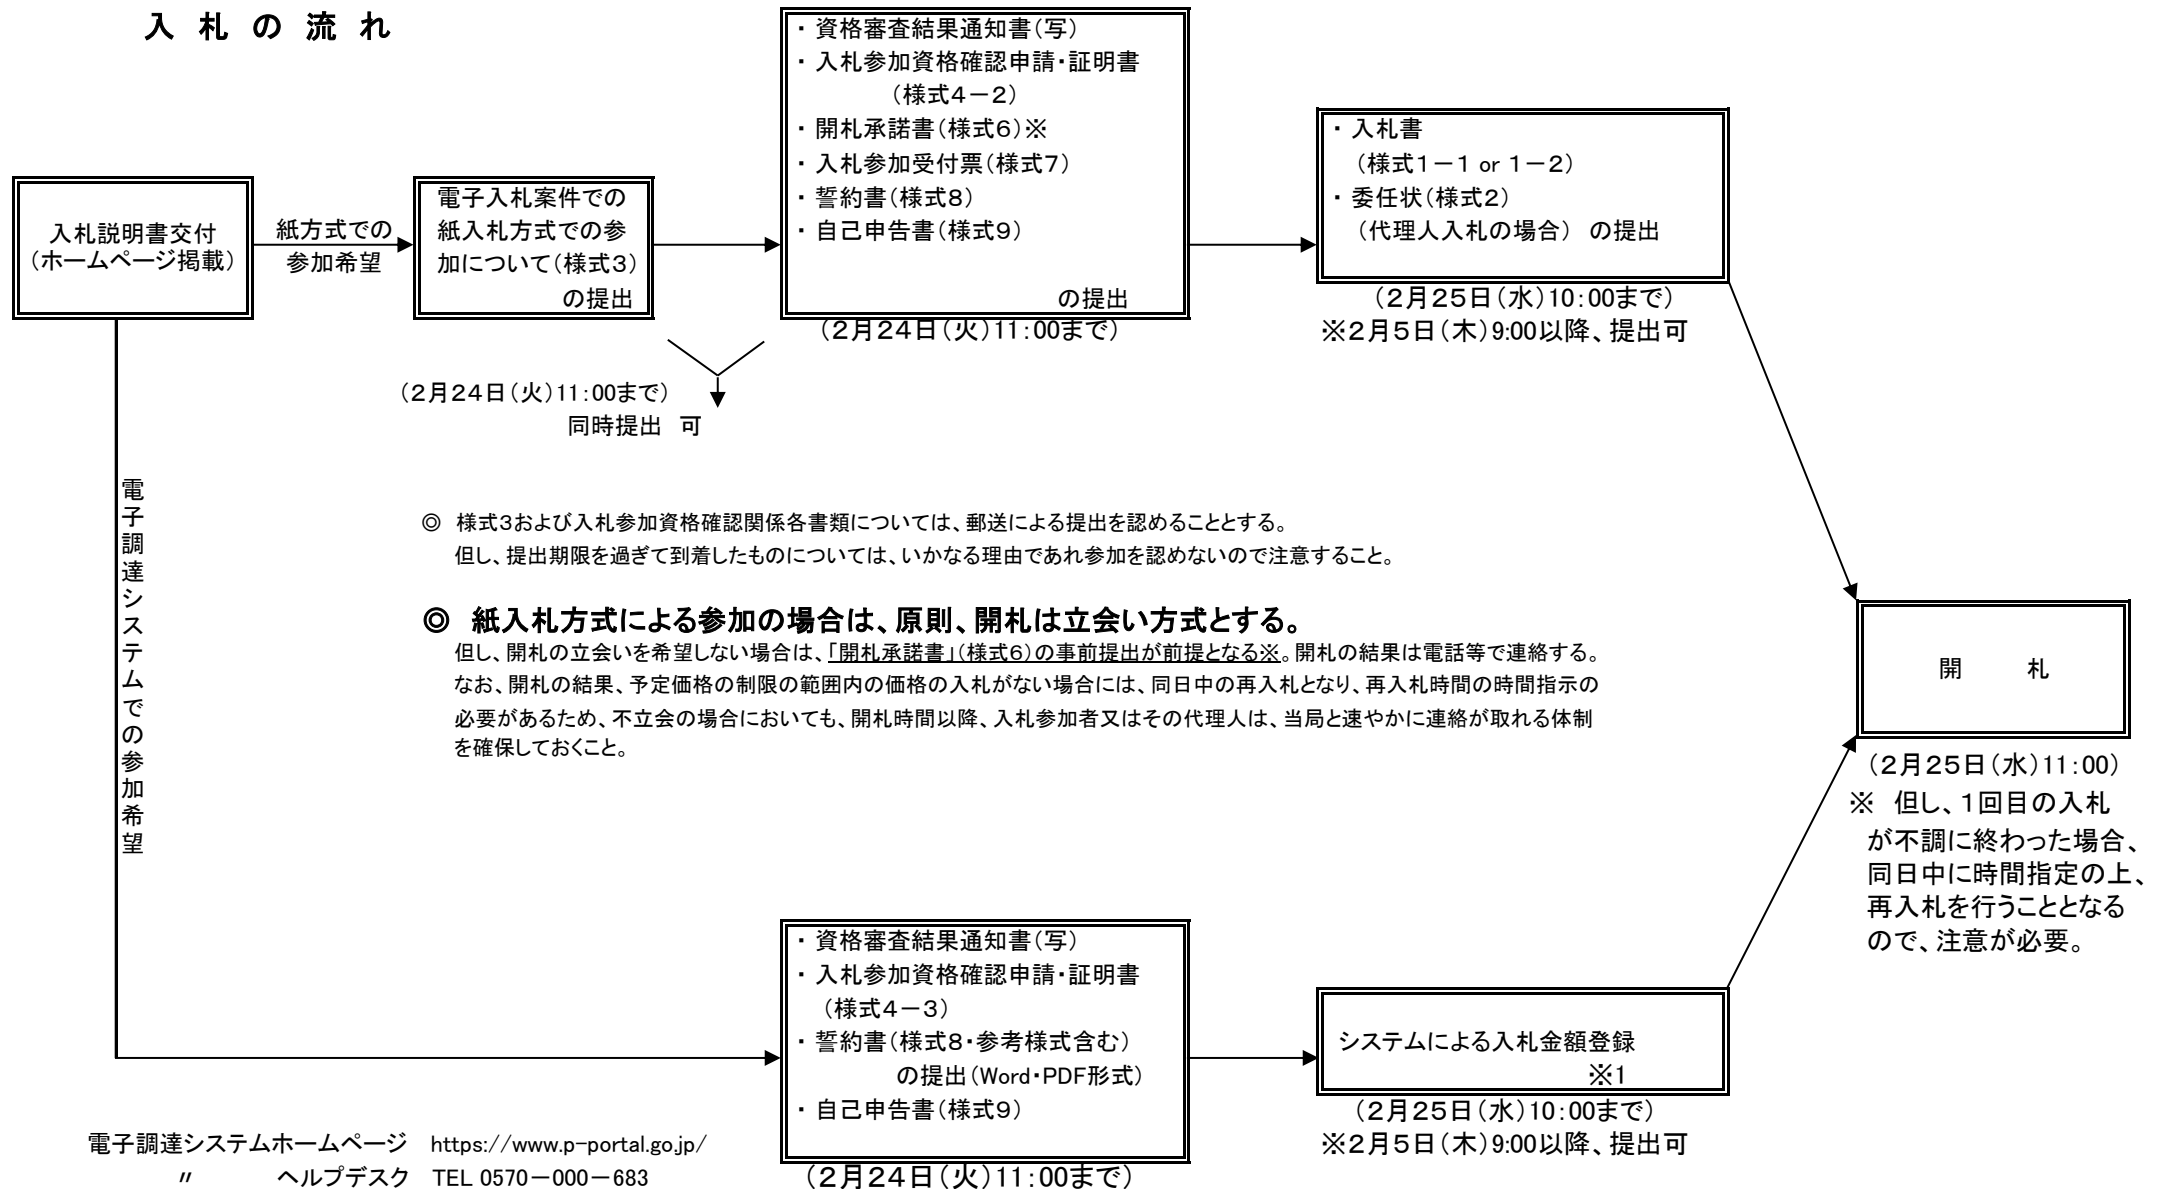 入札の流れ
入札説明書交付
（ホームページ掲載）
紙方式での
参加希望
電子入札案件での
紙入札方式での参
加について（様式３）
の提出
・資格審査結果通知書（写）
・入札参加資格確認申請・証明書
（様式４－２）
・開札承諾書（様式６）※
・入札参加受付票（様式７）
・誓約書（様式８）
・自己申告書（様式９）
の提出
（２月２４日（火）11：00まで）
・入札書
（様式１－１ or １－２）
・委任状（様式２）
（代理人入札の場合） の提出
（２月２５日（水）10：00まで）
※２月５日（木）9:00以降、提出可
（２月２４日（火）11：00まで）
同時提出 可
電子調達システムでの参加希望
◎ 様式３および入札参加資格確認関係各書類については、郵送による提出を認めることとする。
但し、提出期限を過ぎて到着したものについては、いかなる理由であれ参加を認めないので注意すること。
◎ 紙入札方式による参加の場合は、原則、開札は立会い方式とする。
但し、開札の立会いを希望しない場合は、「開札承諾書」（様式６）の事前提出が前提となる※。開札の結果は電話等で連絡する。
なお、開札の結果、予定価格の制限の範囲内の価格の入札がない場合には、同日中の再入札となり、再入札時間の時間指示の
必要があるため、不立会の場合においても、開札時間以降、入札参加者又はその代理人は、当局と速やかに連絡が取れる体制
を確保しておくこと。
開 札
（２月２５日（水）11：00）
※ 但し、１回目の入札
が不調に終わった場合、
同日中に時間指定の上、
再入札を行うこととなる
ので、注意が必要。
・資格審査結果通知書（写）
・入札参加資格確認申請・証明書
（様式４－３）
・誓約書（様式８・参考様式含む）
の提出（Word・PDF形式）
・自己申告書（様式９）
（２月２４日（火）11：00まで）
システムによる入札金額登録
※1
（２月２５日（水）10：00まで）
※２月５日（木）9:00以降、提出可
電子調達システムホームページ https://www.p-portal.go.jp/
〃 ヘルプデスク TEL 0570－000－683